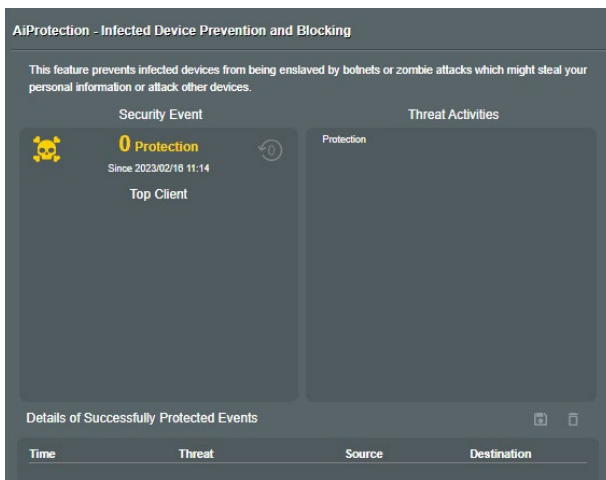 AiProtection - Infected Device Prevention and Blocking
This feature prevents infected devices from being enslaved by botnets or zombie attacks which might steal your
personal information or attack other devices.
Security Event
Threat Activities
0 Protection
0
Since 2023/02/16 11:14
Top Client
Protection
Details of Successfully Protected Events
Time Threat Source Destination